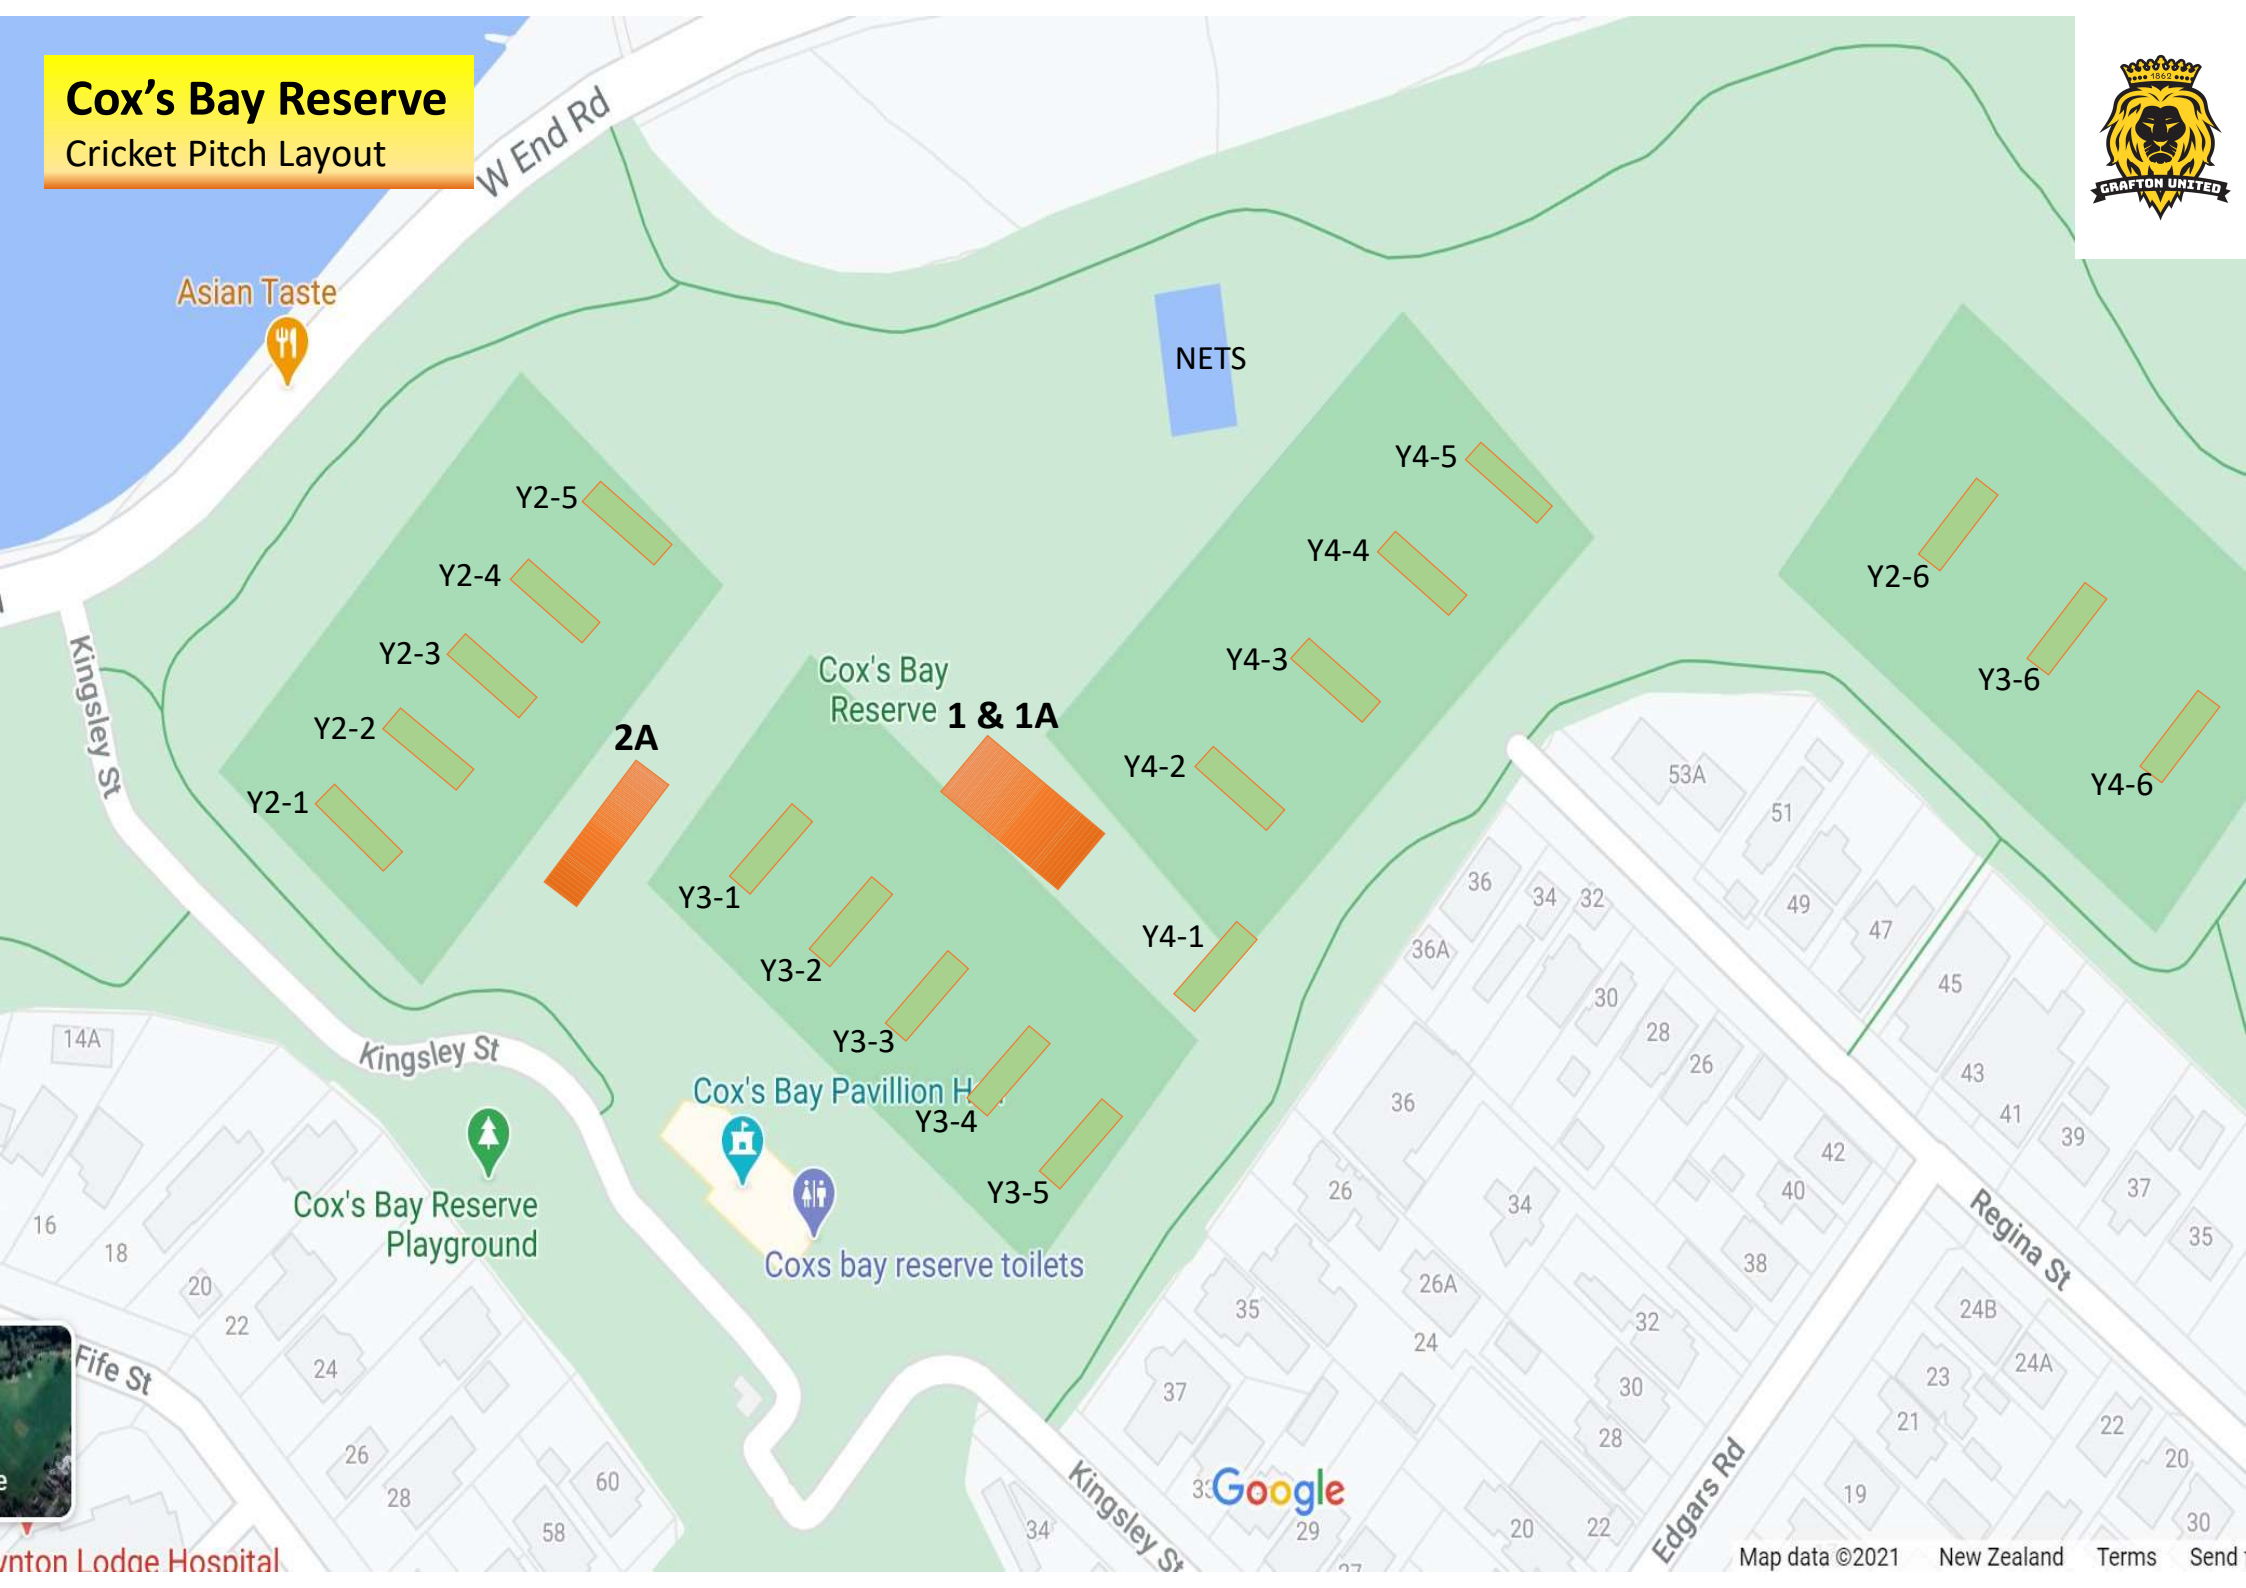 Cox's Bay Reserve
Cricket Pitch Layout
W End Rd
1862
GRAFTON UNITED
Asian Taste
NETS
Y2-5
Y2-4
Y2-3
Y2-2
Y2-1
Y4-5
Y4-4
Y4-3
Y4-2
Y4-1
Y2-6
Y3-6
Y4-6
Kingsley St
Cox's Bay
Reserve
1 & 1A
2A
Y3-1
Y3-2
Y3-3
Y3-4
Y3-5
53A
51
49
47
45
43
41
39
37
35
36
34
32
36A
30
28
26
36
42
40
38
34
26
26A
24
32
30
28
35
37
14A
Kingsley St
Cox's Bay Pavillion
Cox's Bay Reserve
Playground
Coxs bay reserve toilets
16
18
20
22
24
26
28
60
58
Fife St
Regina St
24B
24A
23
21
22
20
19
30
Edgars Rd
Kingsley St
34
33
Google
29
20
22
Lodge Hospital
Map data ©2021
New Zealand
Terms
Send